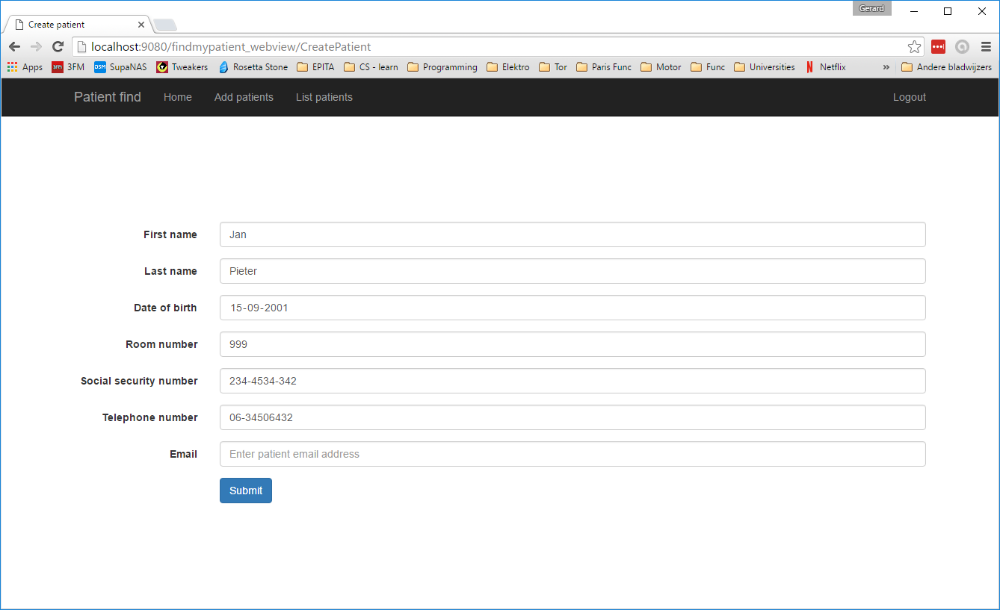 Gerard
Create patient
localhost:9080/findmypatient_webview/CreatePatient
Apps 3FM 3FM DSM SupaNAS Tweakers Rosetta Stone EPITA CS - learn Programming Elektro Tor Paris Func Motor Func Universities N Netflix » Andere bladwijzers
Patient find Home Add patients List patients Logout
First name Jan
Last name Pieter
Date of birth 15-09-2001
Room number 999
Social security number 234-4534-342
Telephone number 06-34506432
Email Enter patient email address
Submit